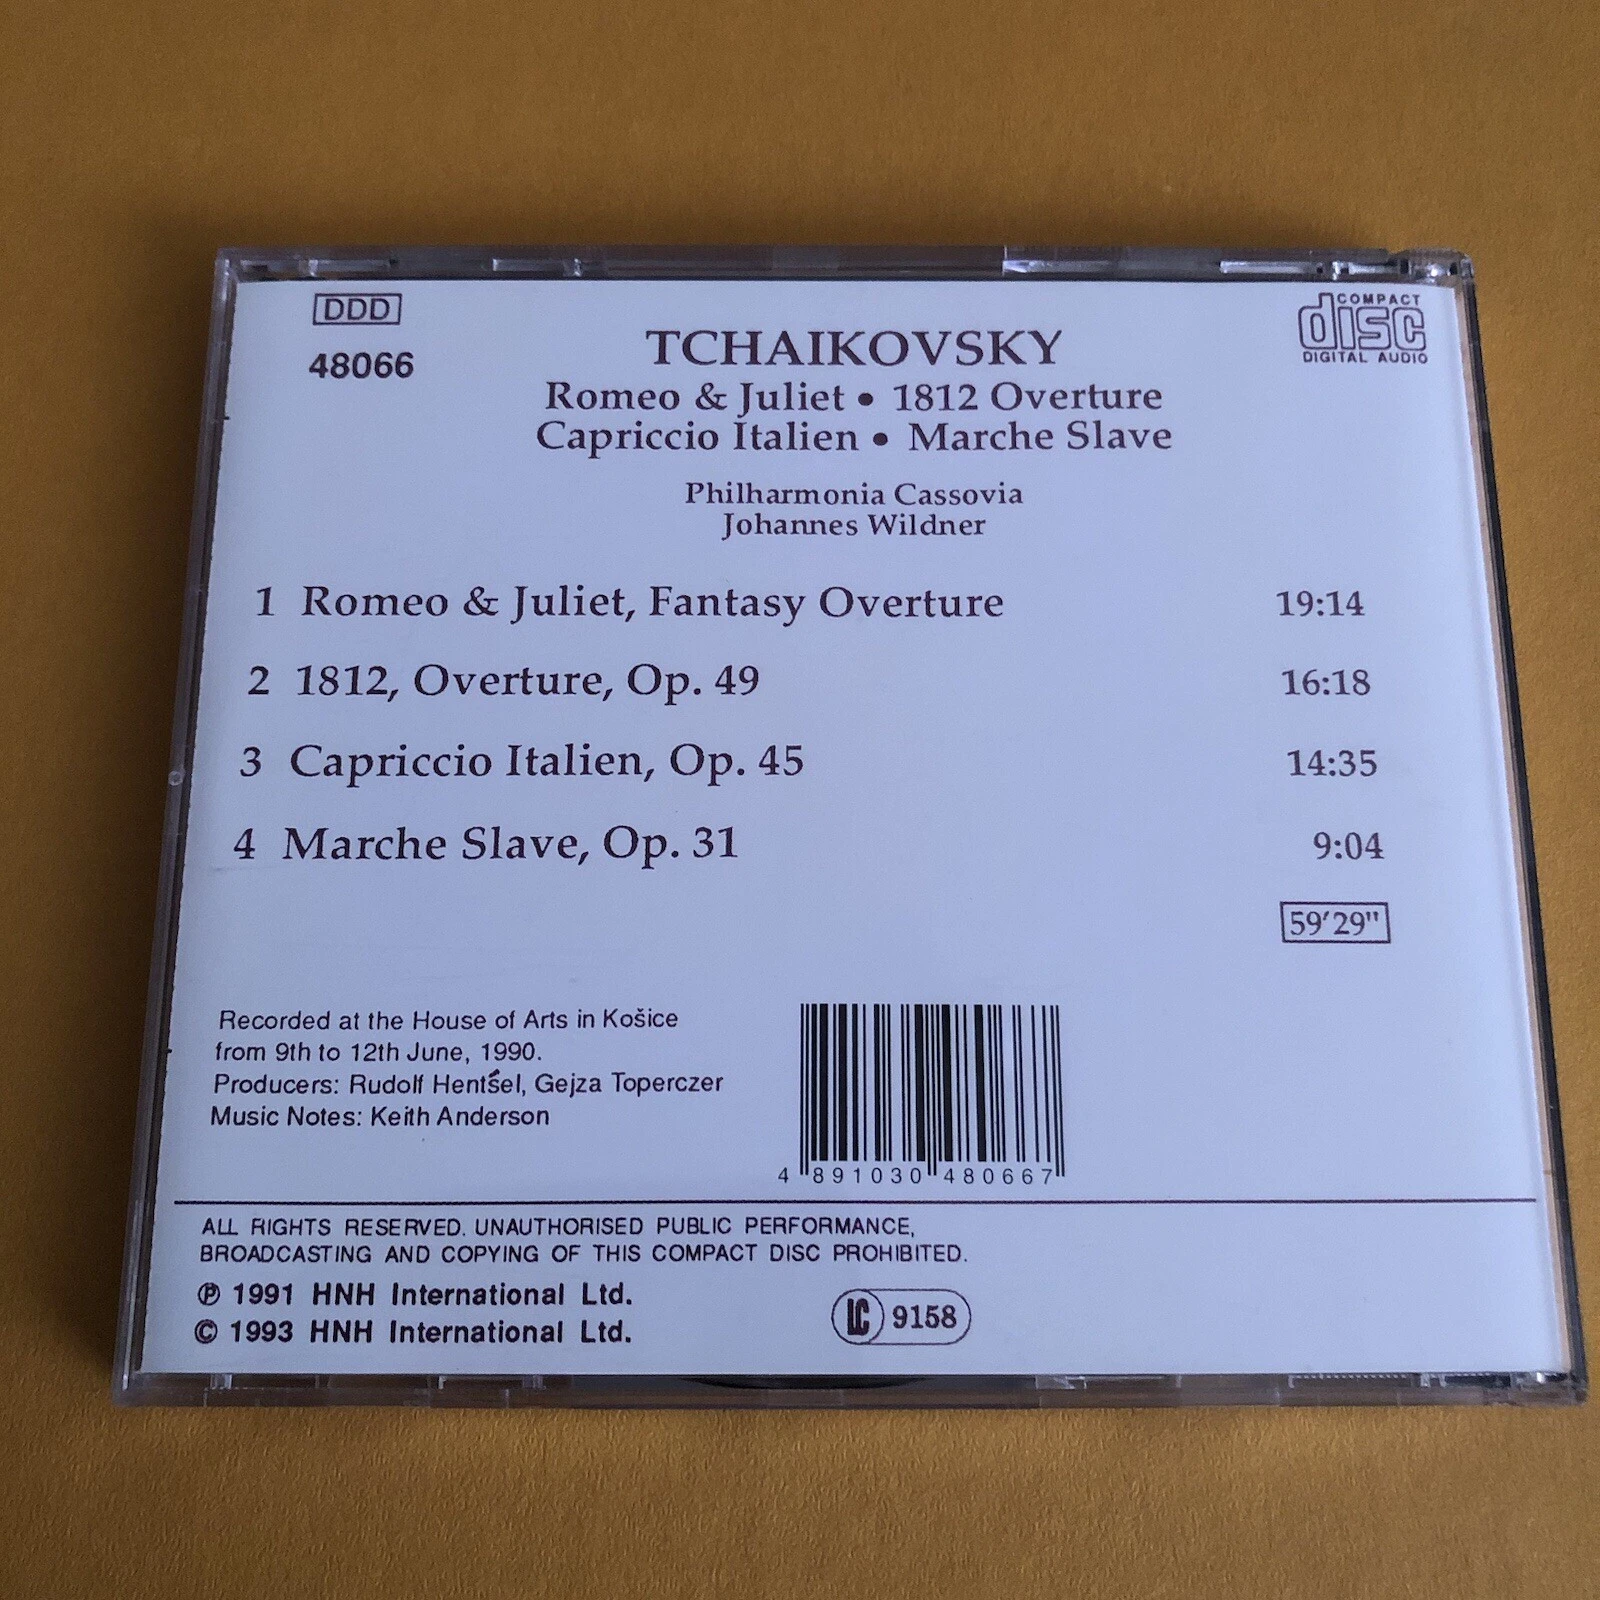 DDD
48066
COMPACT
disc
DIGITAL AUDIO
TCHAIKOVSKY
Romeo & Juliet • 1812 Overture
Capriccio Italien • Marche Slave
Philharmonia Cassovia
Johannes Wildner
1 Romeo & Juliet, Fantasy Overture 19:14
2 1812, Overture, Op. 49 16:18
3 Capriccio Italien, Op. 45 14:35
4 Marche Slave, Op. 31 9:04
59'29"
Recorded at the House of Arts in Košice
from 9th to 12th June, 1990.
Producers: Rudolf Hentšel, Gejza Toperczer
Music Notes: Keith Anderson
4 891030 480667
ALL RIGHTS RESERVED. UNAUTHORISED PUBLIC PERFORMANCE,
BROADCASTING AND COPYING OF THIS COMPACT DISC PROHIBITED.
℗ 1991 HNH International Ltd.
© 1993 HNH International Ltd.
LC 9158